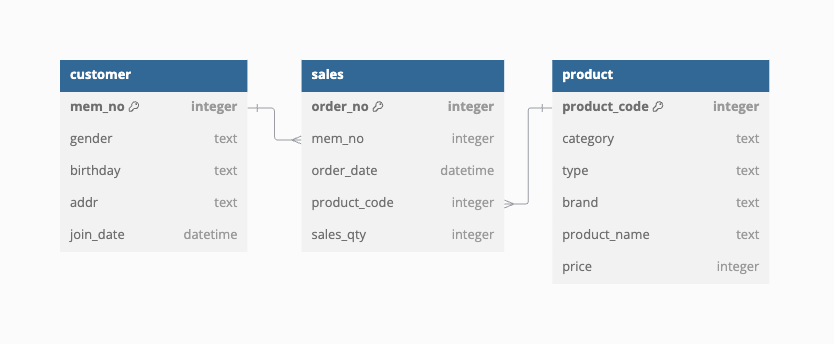 customer
mem_no integer
gender text
birthday text
addr text
join_date datetime
sales
order_no integer
mem_no integer
order_date datetime
product_code integer
sales_qty integer
product
product_code integer
category text
type text
brand text
product_name text
price integer